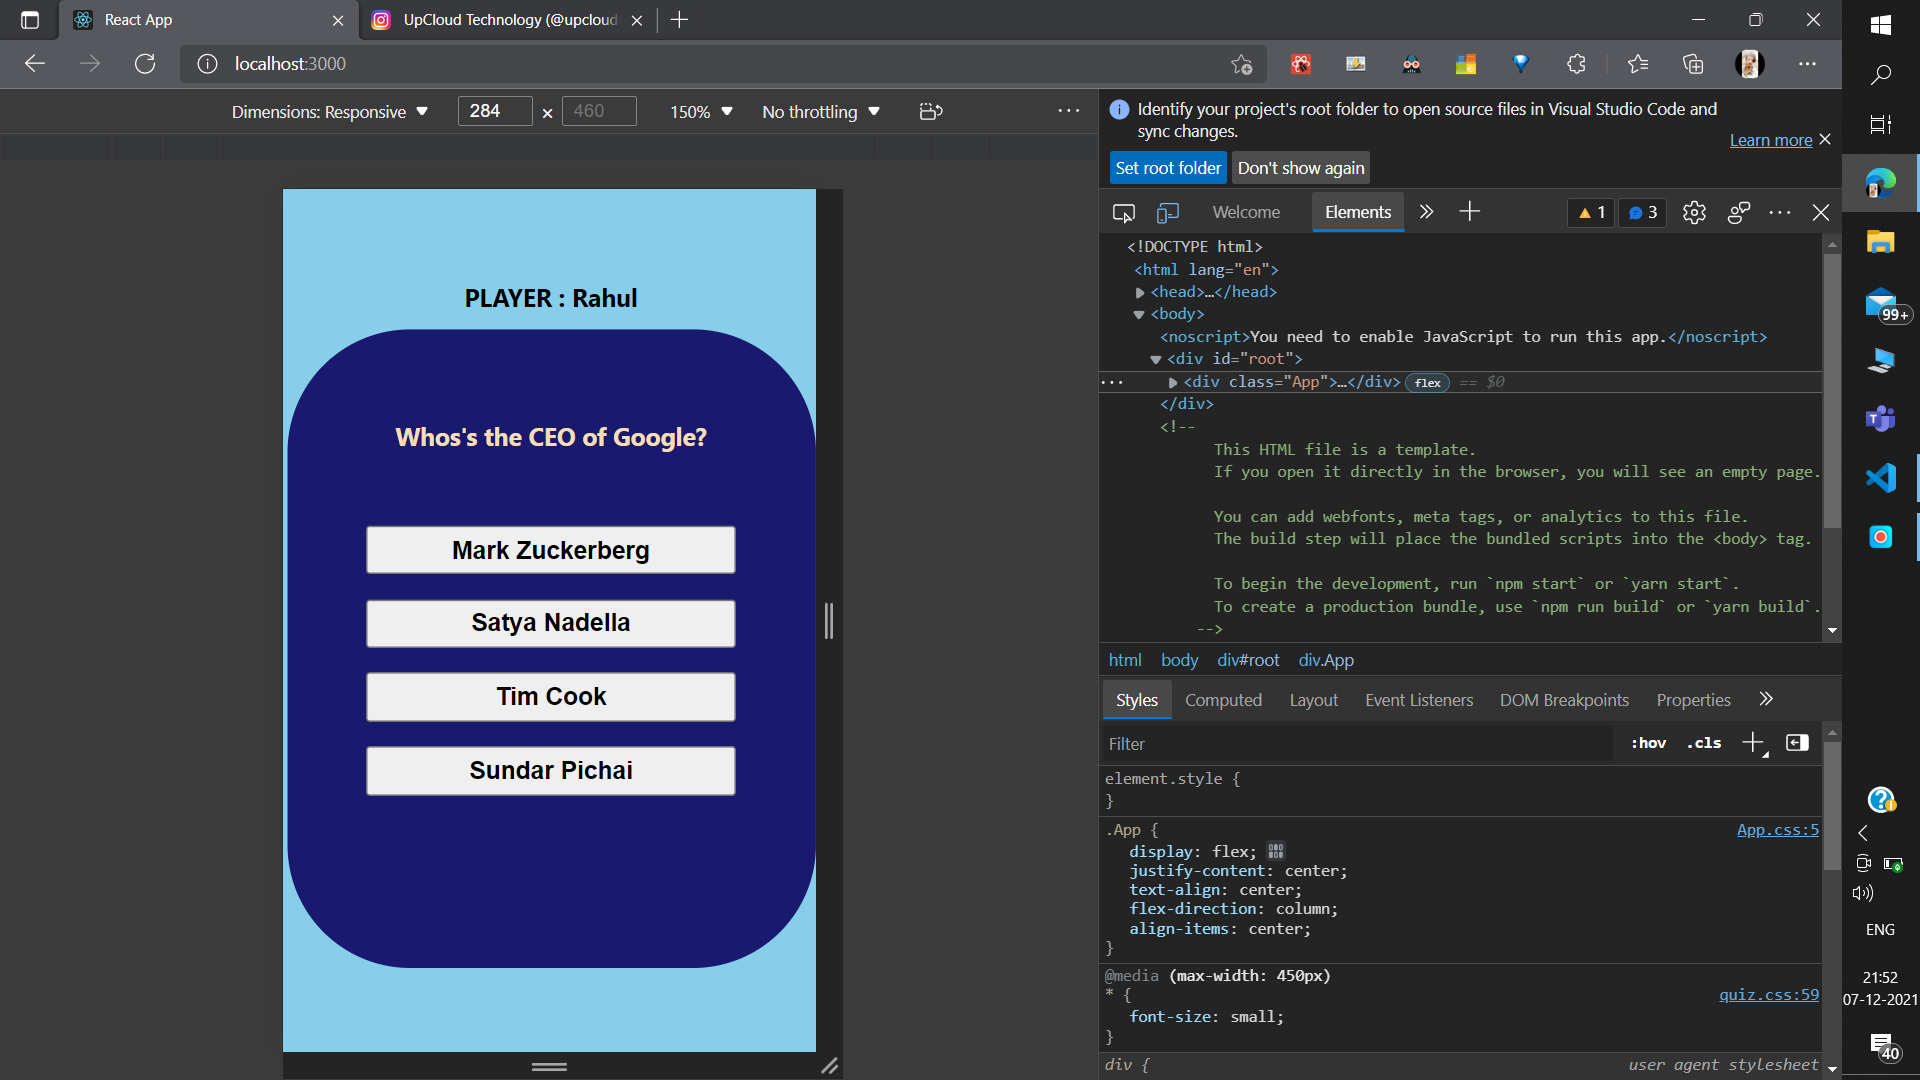 React App
UpCloud Technology (@upcloud
localhost:3000
Dimensions: Responsive
284 × 460
150%
No throttling
PLAYER : Rahul
Whos's the CEO of Google?
Mark Zuckerberg
Satya Nadella
Tim Cook
Sundar Pichai
Identify your project's root folder to open source files in Visual Studio Code and
sync changes.
Learn more
Set root folder
Don't show again
Welcome
Elements
1
3
<!DOCTYPE html>
<html lang="en">
<head>…</head>
<body>
<noscript>You need to enable JavaScript to run this app.</noscript>
<div id="root">
<div class="App">…</div> flex == $0
</div>
<!--
This HTML file is a template.
If you open it directly in the browser, you will see an empty page.
You can add webfonts, meta tags, or analytics to this file.
The build step will place the bundled scripts into the <body> tag.
To begin the development, run `npm start` or `yarn start`.
To create a production bundle, use `npm run build` or `yarn build`.
-->
html body div#root div.App
Styles Computed Layout Event Listeners DOM Breakpoints Properties
Filter
:hov .cls
element.style {
}
.App {
App.css:5
display: flex;
justify-content: center;
text-align: center;
flex-direction: column;
align-items: center;
}
@media (max-width: 450px)
* {
quiz.css:59
font-size: small;
}
div {
user agent stylesheet
99+
T
ENG
21:52
07-12-2021
40